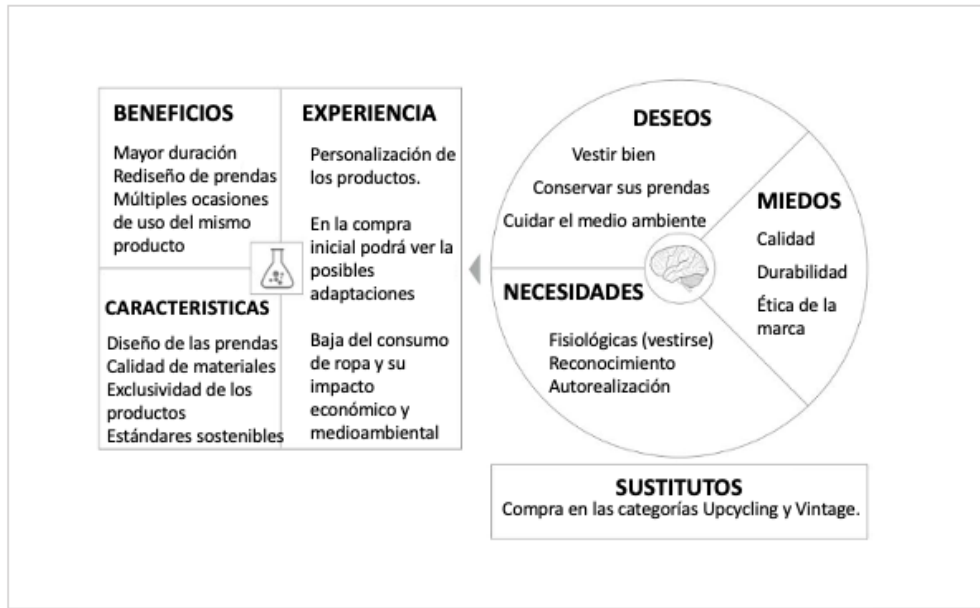 BENEFICIOS
Mayor duración
Rediseño de prendas
Múltiples ocasiones
de uso del mismo
producto
EXPERIENCIA
Personalización de
los productos.
En la compra
inicial podrá ver la
posibles
adaptaciones
Baja del consumo
de ropa y su
impacto
económico y
medioambiental
CARACTERISTICAS
Diseño de las prendas
Calidad de materiales
Exclusividad de los
productos
Estándares sostenibles
DESEOS
Vestir bien
Conservar sus prendas
Cuidar el medio ambiente
MIEDOS
Calidad
Durabilidad
Ética de la
marca
NECESIDADES
Fisiológicas (vestirse)
Reconocimiento
Autorealización
SUSTITUTOS
Compra en las categorías Upcycling y Vintage.